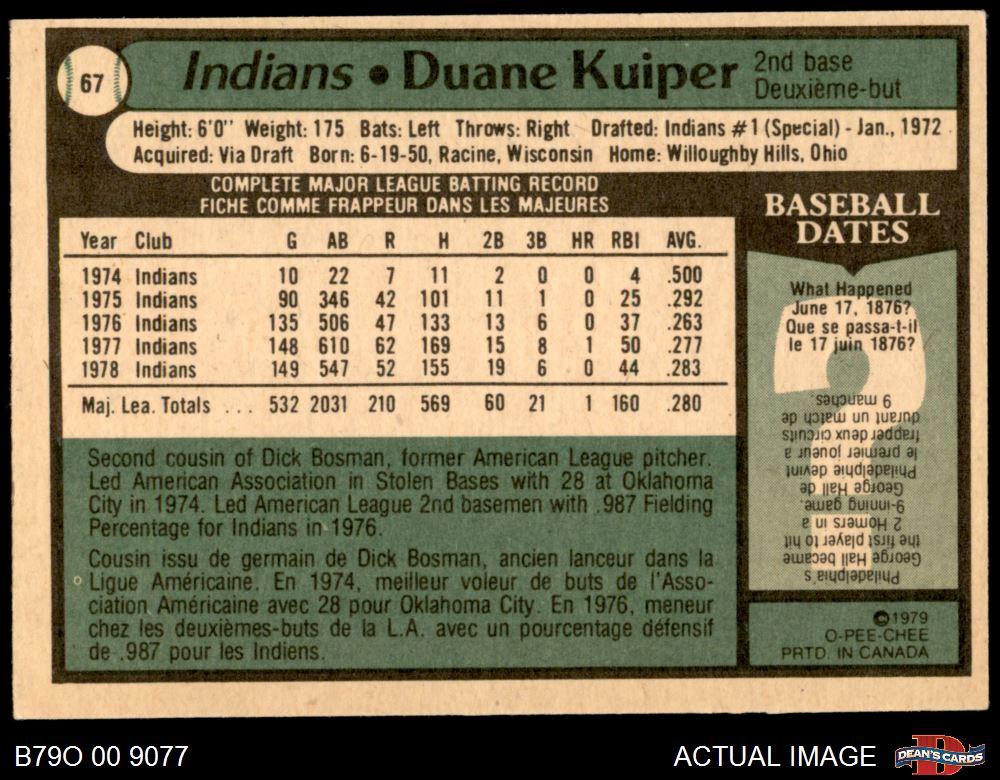 67
Indians • Duane Kuiper
2nd base
Deuxième-but
Height: 6'0" Weight: 175 Bats: Left Throws: Right Drafted: Indians #1 (Special) - Jan., 1972
Acquired: Via Draft Born: 6-19-50, Racine, Wisconsin Home: Willoughby Hills, Ohio
COMPLETE MAJOR LEAGUE BATTING RECORD
FICHE COMME FRAPPEUR DANS LES MAJEURES
Year Club G AB R H 2B 3B HR RBI AVG.
1974 Indians 10 22 7 11 2 0 0 4 .500
1975 Indians 90 346 42 101 11 1 0 25 .292
1976 Indians 135 506 47 133 13 6 0 37 .263
1977 Indians 148 610 62 169 15 8 1 50 .277
1978 Indians 149 547 52 155 19 6 0 44 .283
Maj. Lea. Totals ... 532 2031 210 569 60 21 1 160 .280
Second cousin of Dick Bosman, former American League pitcher.
Led American Association in Stolen Bases with 28 at Oklahoma
City in 1974. Led American League 2nd basemen with .987 Fielding
Percentage for Indians in 1976.
Cousin issu de germain de Dick Bosman, ancien lanceur dans la
Ligue Américaine. En 1974, meilleur voleur de buts de l'Asso-
ciation Américaine avec 28 pour Oklahoma City. En 1976, meneur
chez les deuxièmes-buts de la L.A. avec un pourcentage défensif
de .987 pour les Indiens.
BASEBALL
DATES
What Happened
June 17, 1876?
Que se passa-t-il
le 17 juin 1876?
Philadelphia's
George Hall became
the first player to hit
2 Homers in a
9-inning game.
George Hall de
Philadelphie devint
le premier joueur à
frapper deux circuits
durant un match de
9 manches
©1979
O-PEE-CHEE
PRTD. IN CANADA
B79O 00 9077
ACTUAL IMAGE
D
DEAN'S CARDS